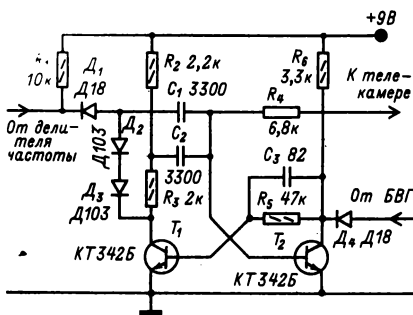 +9В
10к
Д₁
Д18
R₂ 2,2к
C₁ 3300
R₆
3,3к
R₄
6,8к
К теле-
камере
От дели-
теля
частоты
Д₂
Д103
C₂
3300
C₃ 82
Д₃
Д103
R₃ 2к
R₅ 47к
От БВГ
T₁
T₂
Д₄ Д18
КТ342Б
КТ342Б